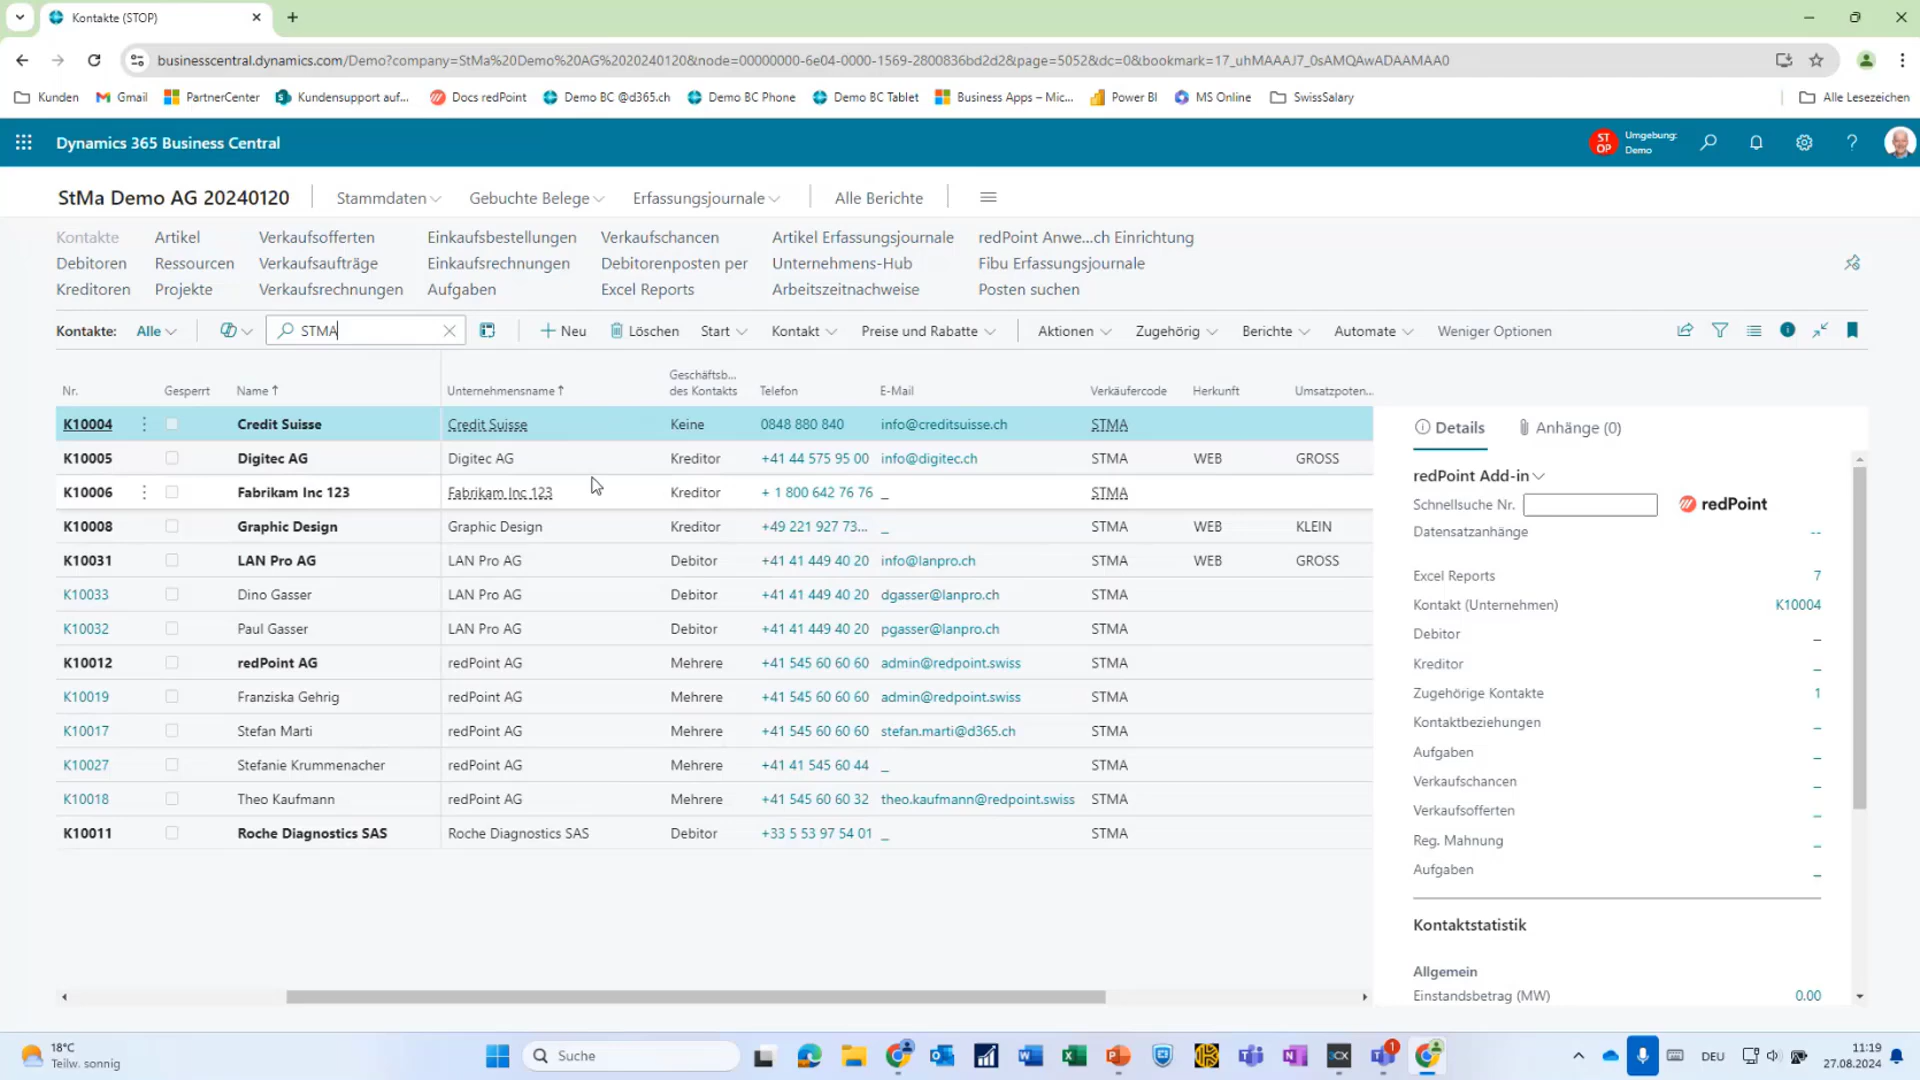 Kontakte (STOP)
businesscentral.dynamics.com/Demo?company=StMa%20Demo%20AG%2020240120&node=00000000-6e04-0000-1569-2800836bd2d2&page=5052&dc=0&bookmark=17_uhMAAAJ7_0sAMQAwADAAMAA0
Kunden Gmail PartnerCenter Kundensupport auf... Docs redPoint Demo BC @d365.ch Demo BC Phone Demo BC Tablet Business Apps – Mic... Power BI MS Online SwissSalary Alle Lesezeichen
Dynamics 365 Business Central ST OP Umgebung: Demo
StMa Demo AG 20240120 Stammdaten Gebuchte Belege Erfassungsjournale Alle Berichte
Kontakte Artikel Verkaufsofferten Einkaufsbestellungen Verkaufschancen Artikel Erfassungsjournale redPoint Anwe...ch Einrichtung
Debitoren Ressourcen Verkaufsaufträge Einkaufsrechnungen Debitorenposten per Unternehmens-Hub Fibu Erfassungsjournale
Kreditoren Projekte Verkaufsrechnungen Aufgaben Excel Reports Arbeitszeitnachweise Posten suchen
Kontakte: Alle STMA Neu Löschen Start Kontakt Preise und Rabatte Aktionen Zugehörig Berichte Automate Weniger Optionen
Nr. Gesperrt Name ↑ Unternehmensname ↑ Geschäftsb... des Kontakts Telefon E-Mail Verkäufercode Herkunft Umsatzpoten...
K10004 Credit Suisse Credit Suisse Keine 0848 880 840 info@creditsuisse.ch STMA
K10005 Digitec AG Digitec AG Kreditor +41 44 575 95 00 info@digitec.ch STMA WEB GROSS
K10006 Fabrikam Inc 123 Fabrikam Inc 123 Kreditor + 1 800 642 76 76 _ STMA
K10008 Graphic Design Graphic Design Kreditor +49 221 927 73... _ STMA WEB KLEIN
K10031 LAN Pro AG LAN Pro AG Debitor +41 41 449 40 20 info@lanpro.ch STMA WEB GROSS
K10033 Dino Gasser LAN Pro AG Debitor +41 41 449 40 20 dgasser@lanpro.ch STMA
K10032 Paul Gasser LAN Pro AG Debitor +41 41 449 40 20 pgasser@lanpro.ch STMA
K10012 redPoint AG redPoint AG Mehrere +41 545 60 60 60 admin@redpoint.swiss STMA
K10019 Franziska Gehrig redPoint AG Mehrere +41 545 60 60 60 admin@redpoint.swiss STMA
K10017 Stefan Marti redPoint AG Mehrere +41 545 60 60 60 stefan.marti@d365.ch STMA
K10027 Stefanie Krummenacher redPoint AG Mehrere +41 41 545 60 44 _ STMA
K10018 Theo Kaufmann redPoint AG Mehrere +41 545 60 60 32 theo.kaufmann@redpoint.swiss STMA
K10011 Roche Diagnostics SAS Roche Diagnostics SAS Debitor +33 5 53 97 54 01 _ STMA
Details Anhänge (0)
redPoint Add-in
Schnellsuche Nr. redPoint
Datensatzanhänge --
Excel Reports 7
Kontakt (Unternehmen) K10004
Debitor _
Kreditor _
Zugehörige Kontakte 1
Kontaktbeziehungen _
Aufgaben _
Verkaufschancen _
Verkaufsofferten _
Reg. Mahnung _
Aufgaben _
Kontaktstatistik
Allgemein
Einstandsbetrag (MW) 0.00
18°C
Teilw. sonnig
Suche
3CX
1
DEU
11:19
27.08.2024